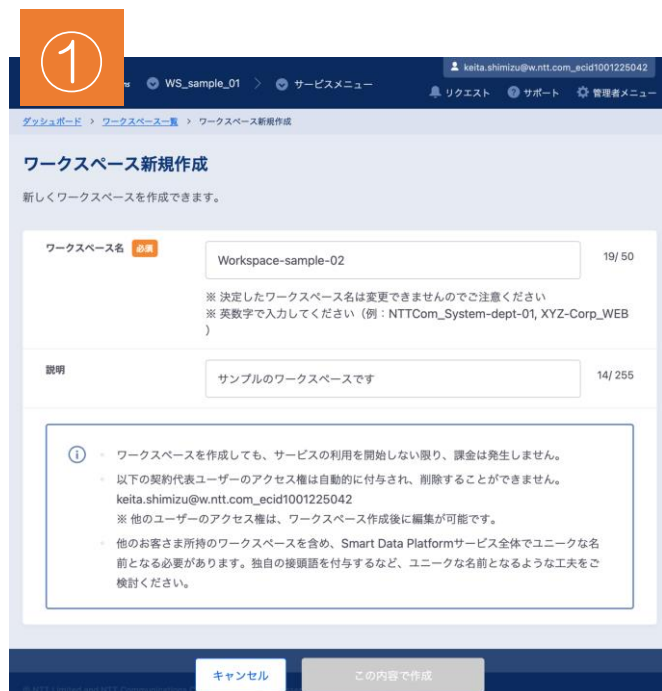 ①
keita.shimizu@w.ntt.com_ecid1001225042
WS_sample_01 > サービスメニュー
リクエスト サポート 管理者メニュー
ダッシュボード > ワークスペース一覧 > ワークスペース新規作成
ワークスペース新規作成
新しくワークスペースを作成できます。
ワークスペース名 必須
Workspace-sample-02 19/ 50
※ 決定したワークスペース名は変更できませんのでご注意ください
※ 英数字で入力してください（例：NTTCom_System-dept-01, XYZ-Corp_WEB
）
説明
サンプルのワークスペースです 14/ 255
ワークスペースを作成しても、サービスの利用を開始しない限り、課金は発生しません。
以下の契約代表ユーザーのアクセス権は自動的に付与され、削除することができません。
keita.shimizu@w.ntt.com_ecid1001225042
※ 他のユーザーのアクセス権は、ワークスペース作成後に編集が可能です。
他のお客さま所持のワークスペースを含め、Smart Data Platformサービス全体でユニークな名
前となる必要があります。独自の接頭語を付与するなど、ユニークな名前となるような工夫をご
検討ください。
キャンセル この内容で作成